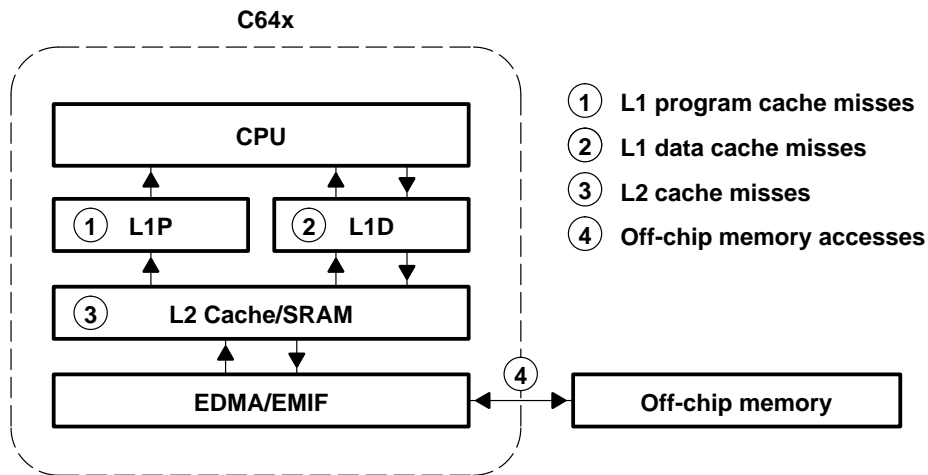 C64x
CPU
1 L1P
2 L1D
3 L2 Cache/SRAM
EDMA/EMIF
4
Off-chip memory
1 L1 program cache misses
2 L1 data cache misses
3 L2 cache misses
4 Off-chip memory accesses